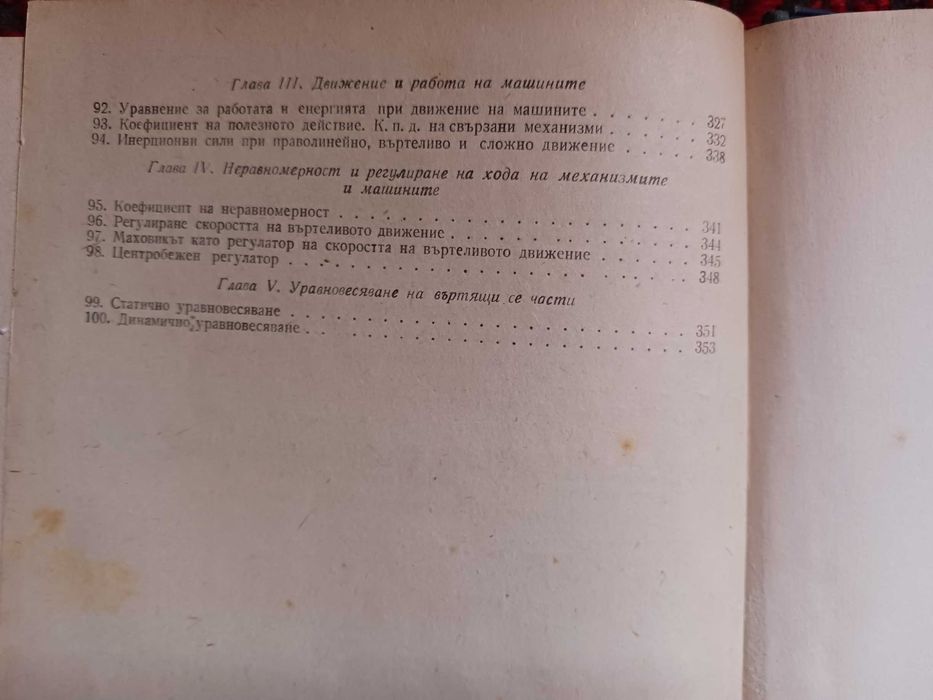 Глава III. Движение и работа на машините
92. Уравнение за работата и енергията при движение на машините . . . . . . . 327
93. Коефициент на полезното действие. К. п. д. на свързани механизми . . . . . . 332
94. Инерционни сили при праволинейно, въртеливо и сложно движение . . . . . 338
Глава IV. Неравномерност и регулиране на хода на механизмите
и машините
95. Коефициент на неравномерност . . . . . . . . . . . . . . . . . . . . . 341
96. Регулиране скоростта на въртеливото движение . . . . . . . . . . . . . . 344
97. Маховикът като регулатор на скоростта на въртеливото движение . . . . . . 345
98. Центробежен регулатор . . . . . . . . . . . . . . . . . . . . . . . . 348
Глава V. Уравновесяване на въртящи се части
99. Статично уравновесяване . . . . . . . . . . . . . . . . . . . . . . . 351
100. Динамично уравновесяване . . . . . . . . . . . . . . . . . . . . . . 353